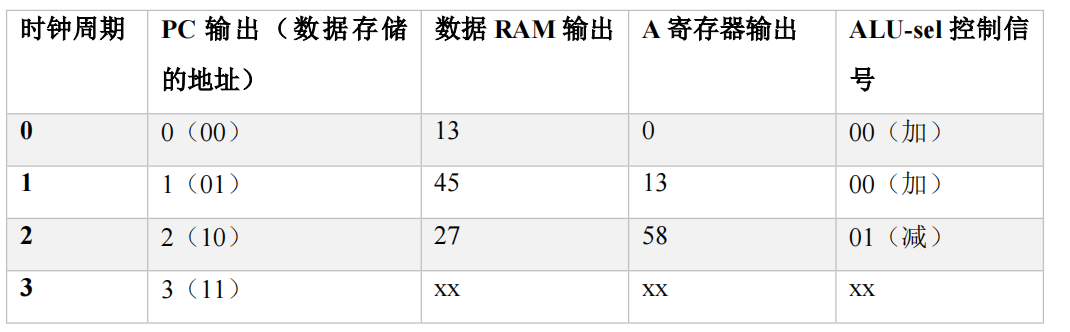 时钟周期 PC 输出（数据存储的地址） 数据 RAM 输出 A 寄存器输出 ALU-sel 控制信号
0 0（00） 13 0 00（加）
1 1（01） 45 13 00（加）
2 2（10） 27 58 01（减）
3 3（11） xx xx xx